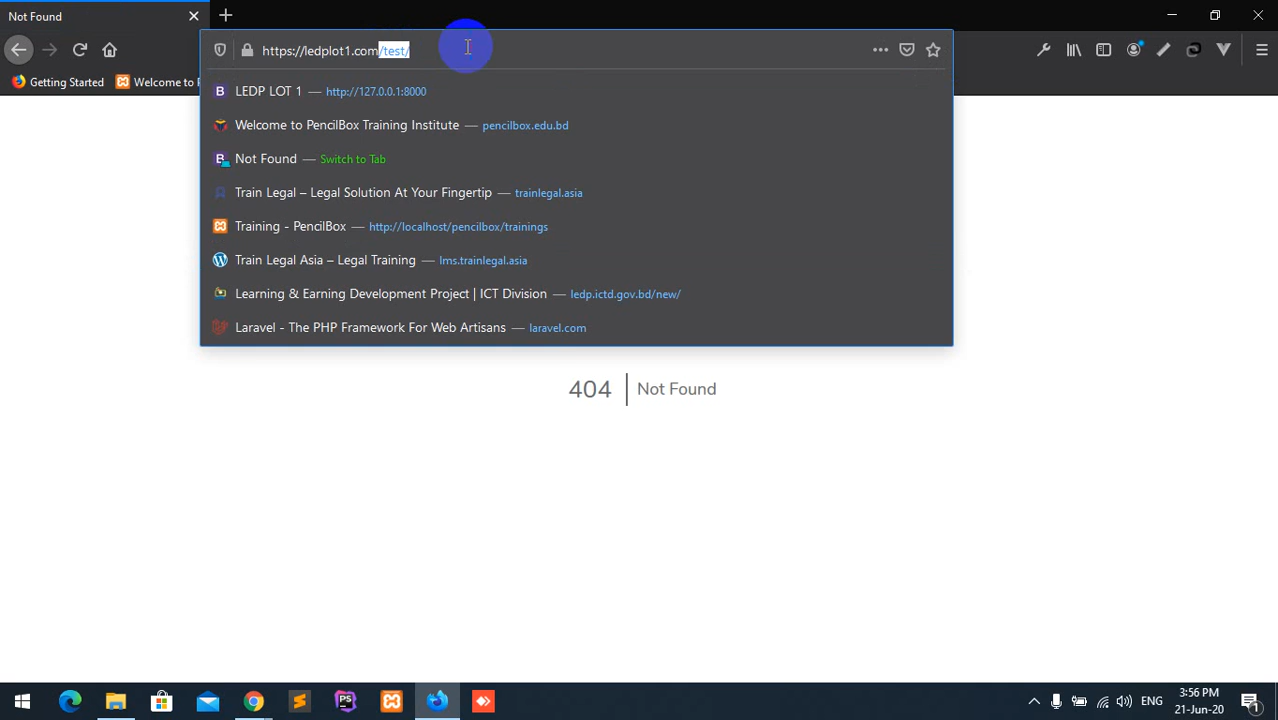 Not Found
https://ledplot1.com/test/
Getting Started
Welcome to P
LEDP LOT 1 — http://127.0.0.1:8000
Welcome to PencilBox Training Institute — pencilbox.edu.bd
Not Found — Switch to Tab
Train Legal – Legal Solution At Your Fingertip — trainlegal.asia
Training - PencilBox — http://localhost/pencilbox/trainings
Train Legal Asia – Legal Training — lms.trainlegal.asia
Learning & Earning Development Project | ICT Division — ledp.ictd.gov.bd/new/
Laravel - The PHP Framework For Web Artisans — laravel.com
404 | Not Found
ENG
3:56 PM
21-Jun-20